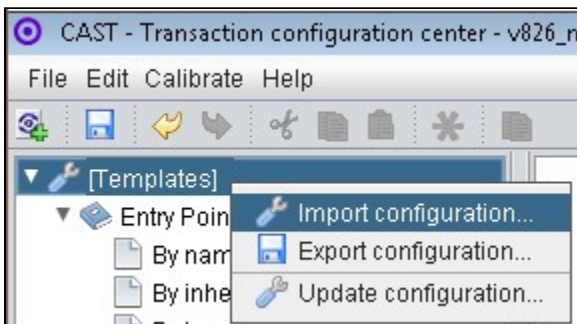 CAST - Transaction configuration center - v826_n
File Edit Calibrate Help
[Templates]
Import configuration...
Entry Poin
Export configuration...
By nam
Update configuration...
By inhe